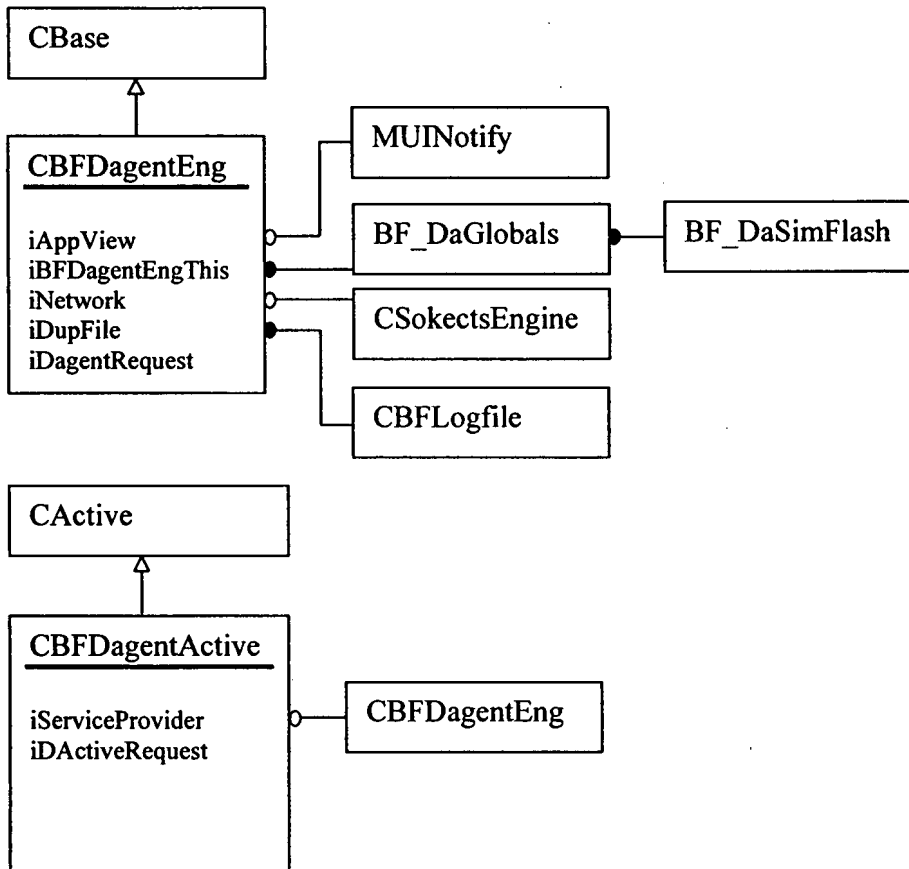 CBase
CBFDagentEng
iAppView
iBFDagentEngThis
iNetwork
iDupFile
iDagentRequest
MUINotify
BF_DaGlobals
BF_DaSimFlash
CSokectsEngine
CBFLogfile
CActive
CBFDagentActive
iServiceProvider
iDActiveRequest
CBFDagentEng